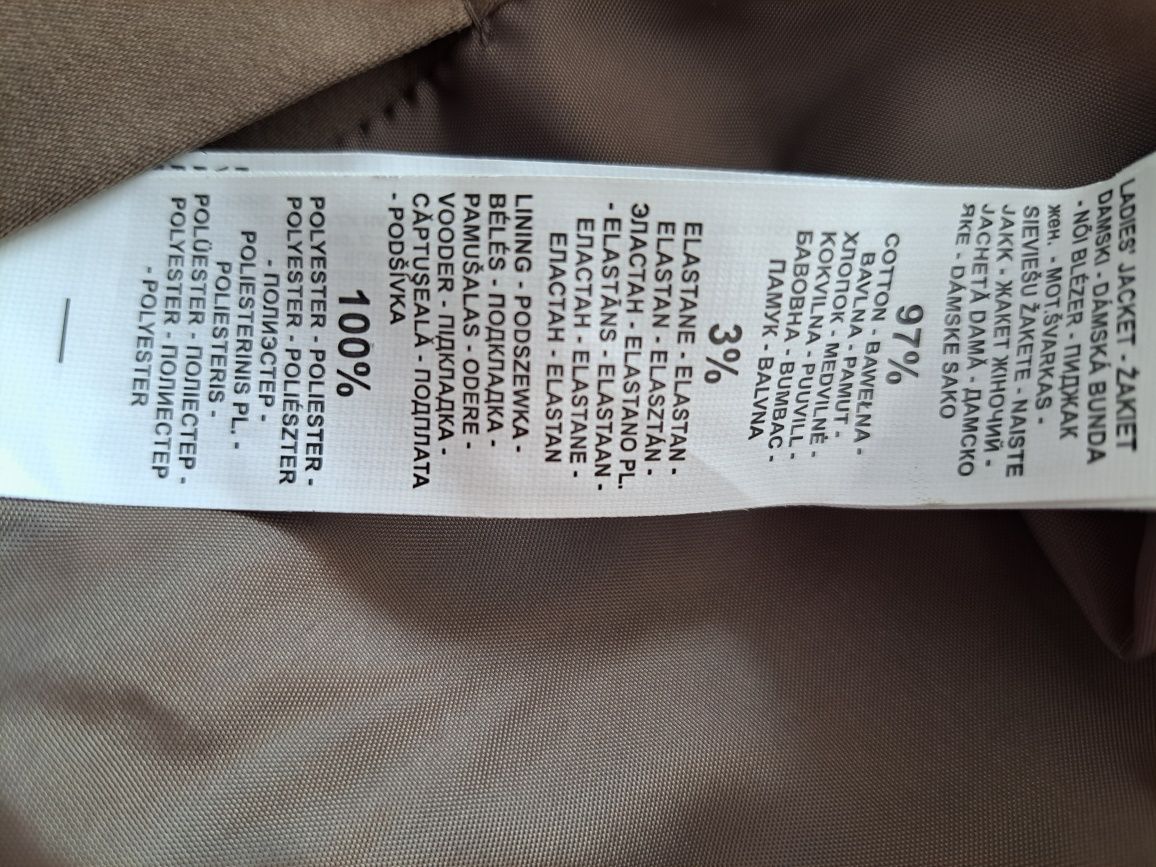 LADIES' JACKET - ŻAKIET
DAMSKI - DÁMSKÁ BUNDA
- NŐI BLÉZER - ПИДЖАК
жен. - MOT.ŠVARKAS -
SIEVIEŠU ŽAKETE - NAISTE
JAKK - ЖАКЕТ ЖІНОЧИЙ -
JACHETĂ DAMĂ - ДАМСКО
ЯКЕ - DÁMSKE SAKO
97%
COTTON - BAWEŁNA -
BAVLNA - PAMUT -
ХЛОПОК - MEDVILNĖ -
KOKVILNA - PUUVILL -
БАВОВНА - BUMBAC -
ПАМУК - BALVNA
3%
ELASTANE - ELASTAN -
ELASTAN - ELASZTÁN -
ЭЛАСТАН - ELASTANO PL.
- ELASTĀNS - ELASTAAN -
ЕЛАСТАН - ELASTANE -
ЕЛАСТАН - ELASTAN
LINING - PODSZEWKA -
BÉLÉS - ПОДКЛАДКА -
PAMUŠALAS - ODERE -
VOODER - ПІДКЛАДКА -
CĂPTUŞEALĂ - ПОДПЛАТА
- PODŠÍVKA
100%
POLYESTER - POLIESTER -
POLYESTER - POLIÉSZTER
- ПОЛИЭСТЕР -
POLIESTERINIS PL. -
POLIESTERIS -
POLÜESTER - ПОЛІЕСТЕР -
POLYESTER - ПОЛИЕСТЕР
- POLYESTER